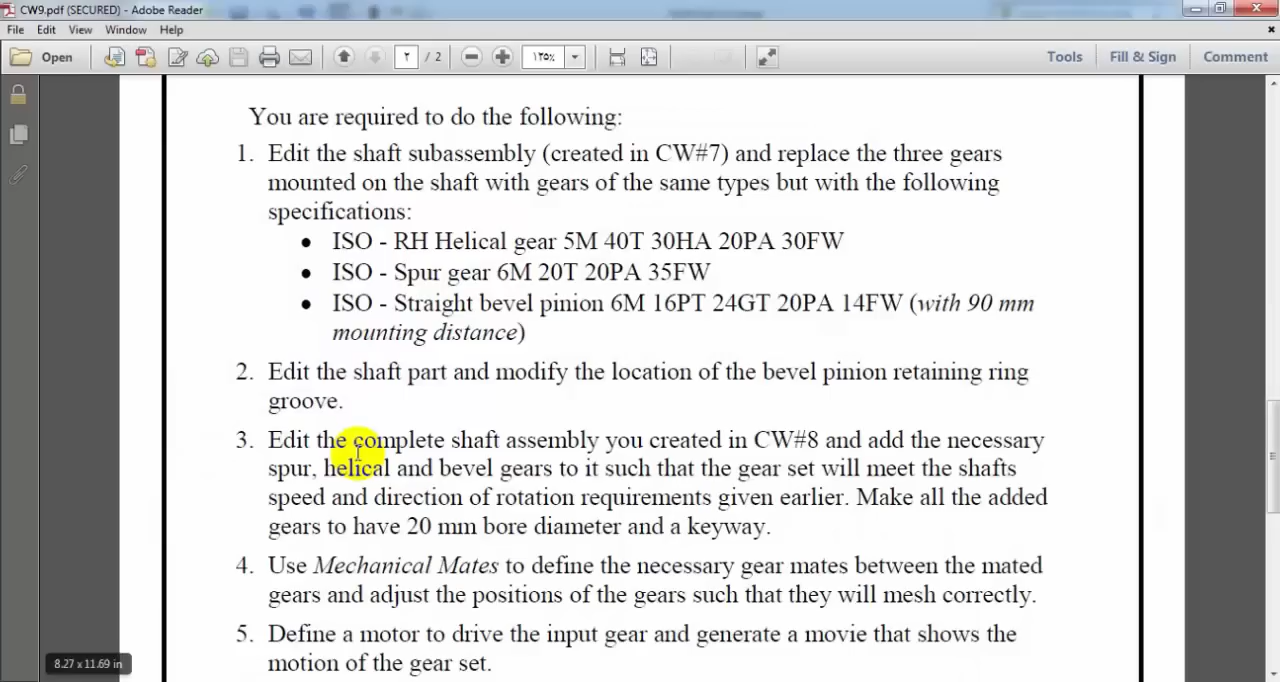 CW9.pdf (SECURED) - Adobe Reader
File Edit View Window Help
Open ٢ / 2 ١٢٥% Tools Fill & Sign Comment
You are required to do the following:
1. Edit the shaft subassembly (created in CW#7) and replace the three gears
mounted on the shaft with gears of the same types but with the following
specifications:
• ISO - RH Helical gear 5M 40T 30HA 20PA 30FW
• ISO - Spur gear 6M 20T 20PA 35FW
• ISO - Straight bevel pinion 6M 16PT 24GT 20PA 14FW (with 90 mm
mounting distance)
2. Edit the shaft part and modify the location of the bevel pinion retaining ring
groove.
3. Edit the complete shaft assembly you created in CW#8 and add the necessary
spur, helical and bevel gears to it such that the gear set will meet the shafts
speed and direction of rotation requirements given earlier. Make all the added
gears to have 20 mm bore diameter and a keyway.
4. Use Mechanical Mates to define the necessary gear mates between the mated
gears and adjust the positions of the gears such that they will mesh correctly.
5. Define a motor to drive the input gear and generate a movie that shows the
motion of the gear set.
8.27 x 11.69 in